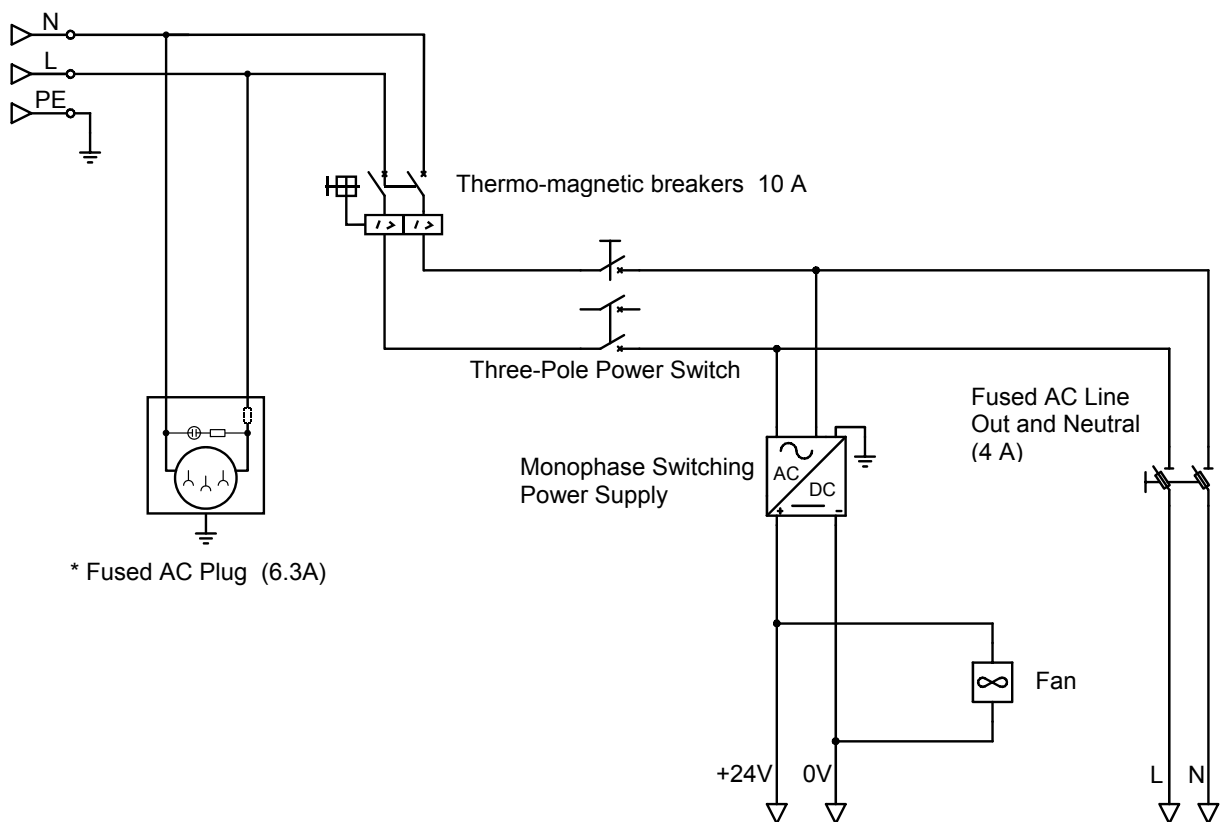 N
L
PE
Thermo-magnetic breakers 10 A
Three-Pole Power Switch
Fused AC Line
Out and Neutral
(4 A)
Monophase Switching
Power Supply
AC
DC
+
-
* Fused AC Plug (6.3A)
Fan
+24V
0V
L
N